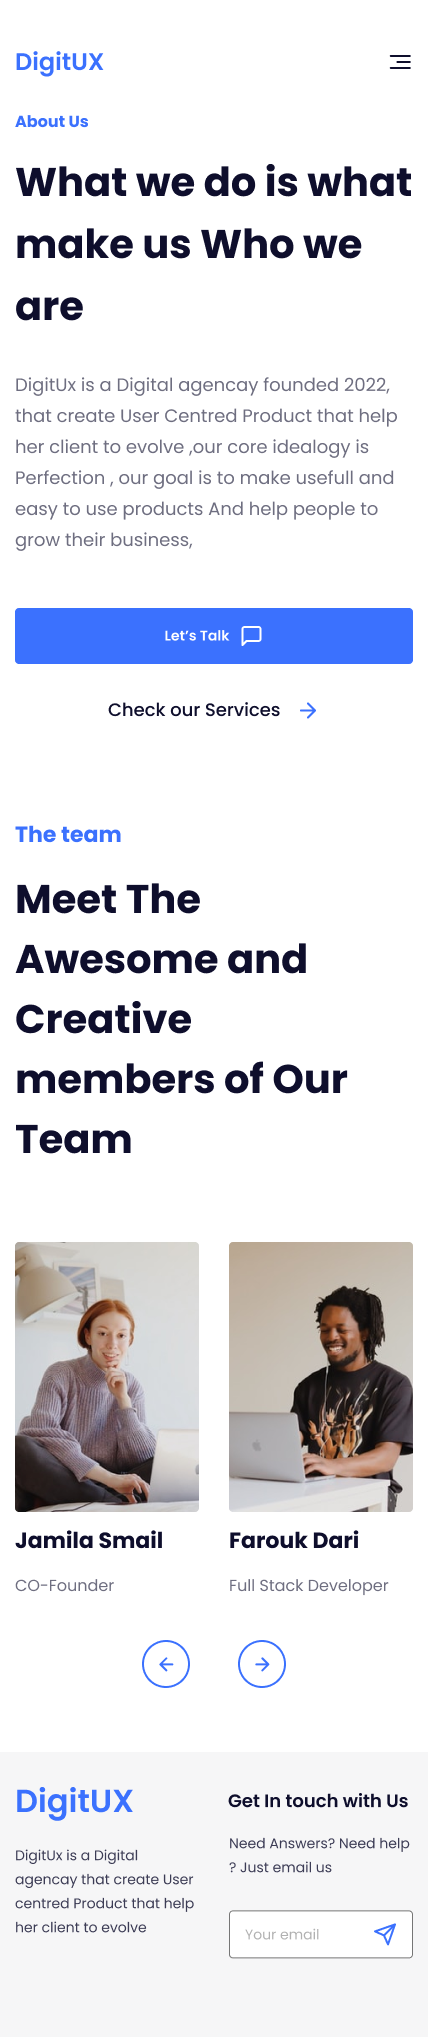 DigitUX
About Us
What we do is what
make us Who we
are
DigitUx is a Digital agencay founded 2022,
that create User Centred Product that help
her client to evolve ,our core idealogy is
Perfection , our goal is to make usefull and
easy to use products And help people to
grow their business,
Let's Talk
Check our Services
The team
Meet The
Awesome and
Creative
members of Our
Team
Jamila Smail
CO-Founder
Farouk Dari
Full Stack Developer
DigitUX
DigitUx is a Digital
agencay that create User
centred Product that help
her client to evolve
Get In touch with Us
Need Answers? Need help
? Just email us
Your email